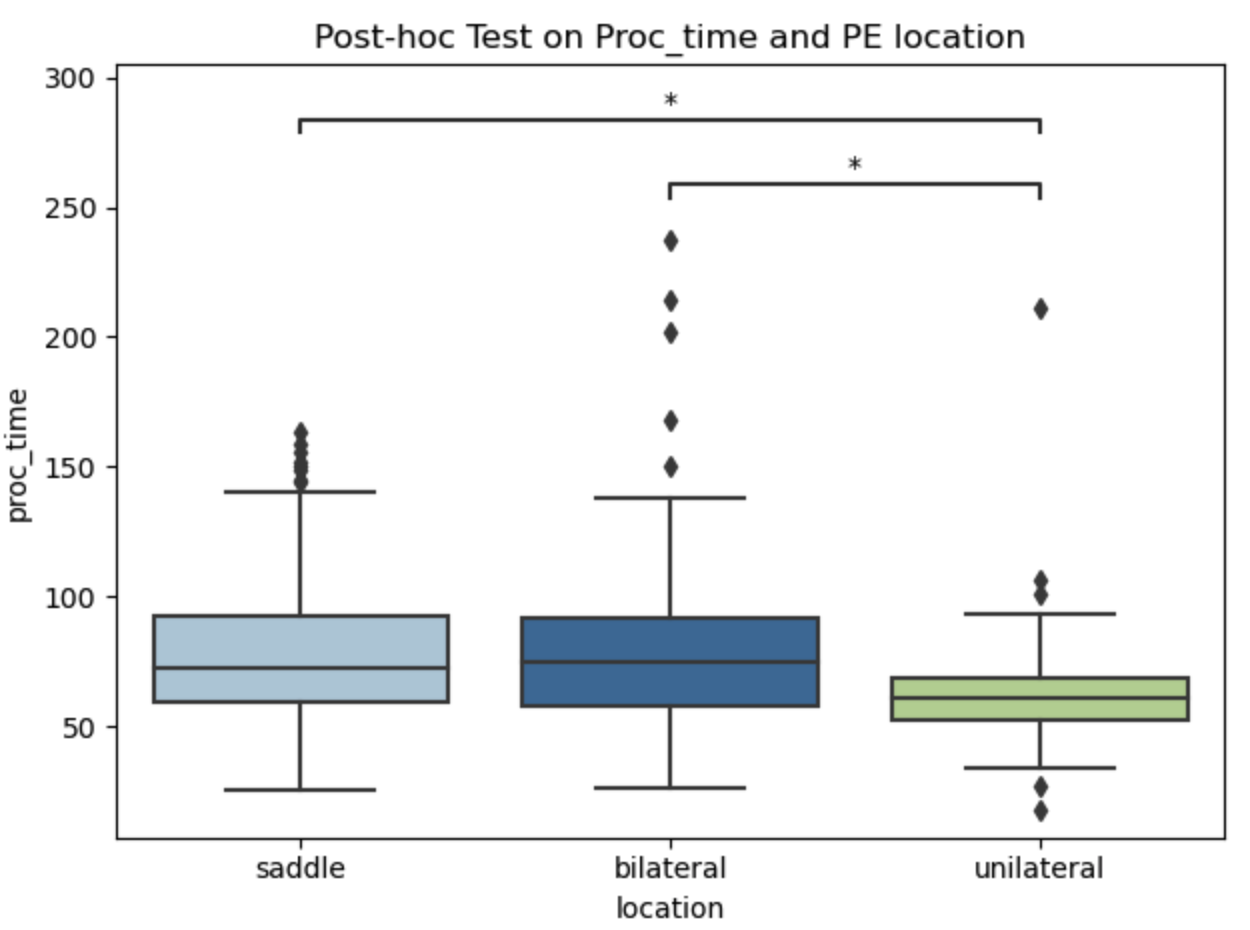 Post-hoc Test on Proc_time and PE location
300
250
200
150
100
50
proc_time
*
*
saddle
bilateral
unilateral
location